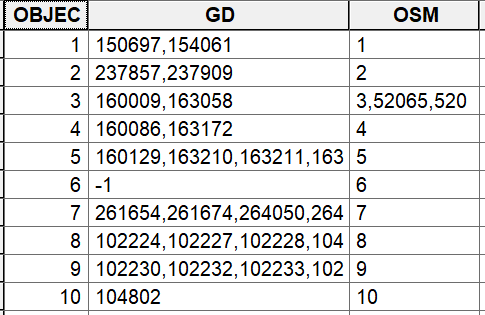 OBJEC GD OSM
1 150697,154061 1
2 237857,237909 2
3 160009,163058 3,52065,520
4 160086,163172 4
5 160129,163210,163211,163 5
6 -1 6
7 261654,261674,264050,264 7
8 102224,102227,102228,104 8
9 102230,102232,102233,102 9
10 104802 10